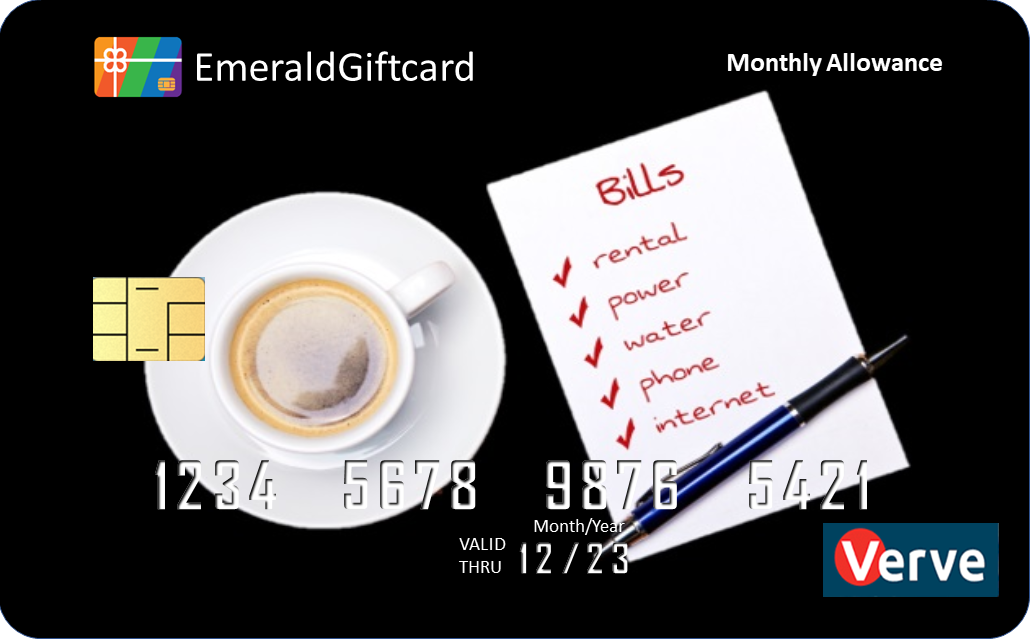 EmeraldGiftcard
Monthly Allowance
Bills
rental
power
water
phone
internet
1234 5678 9876 5421
Month/Year
VALID
THRU 12/23
Verve